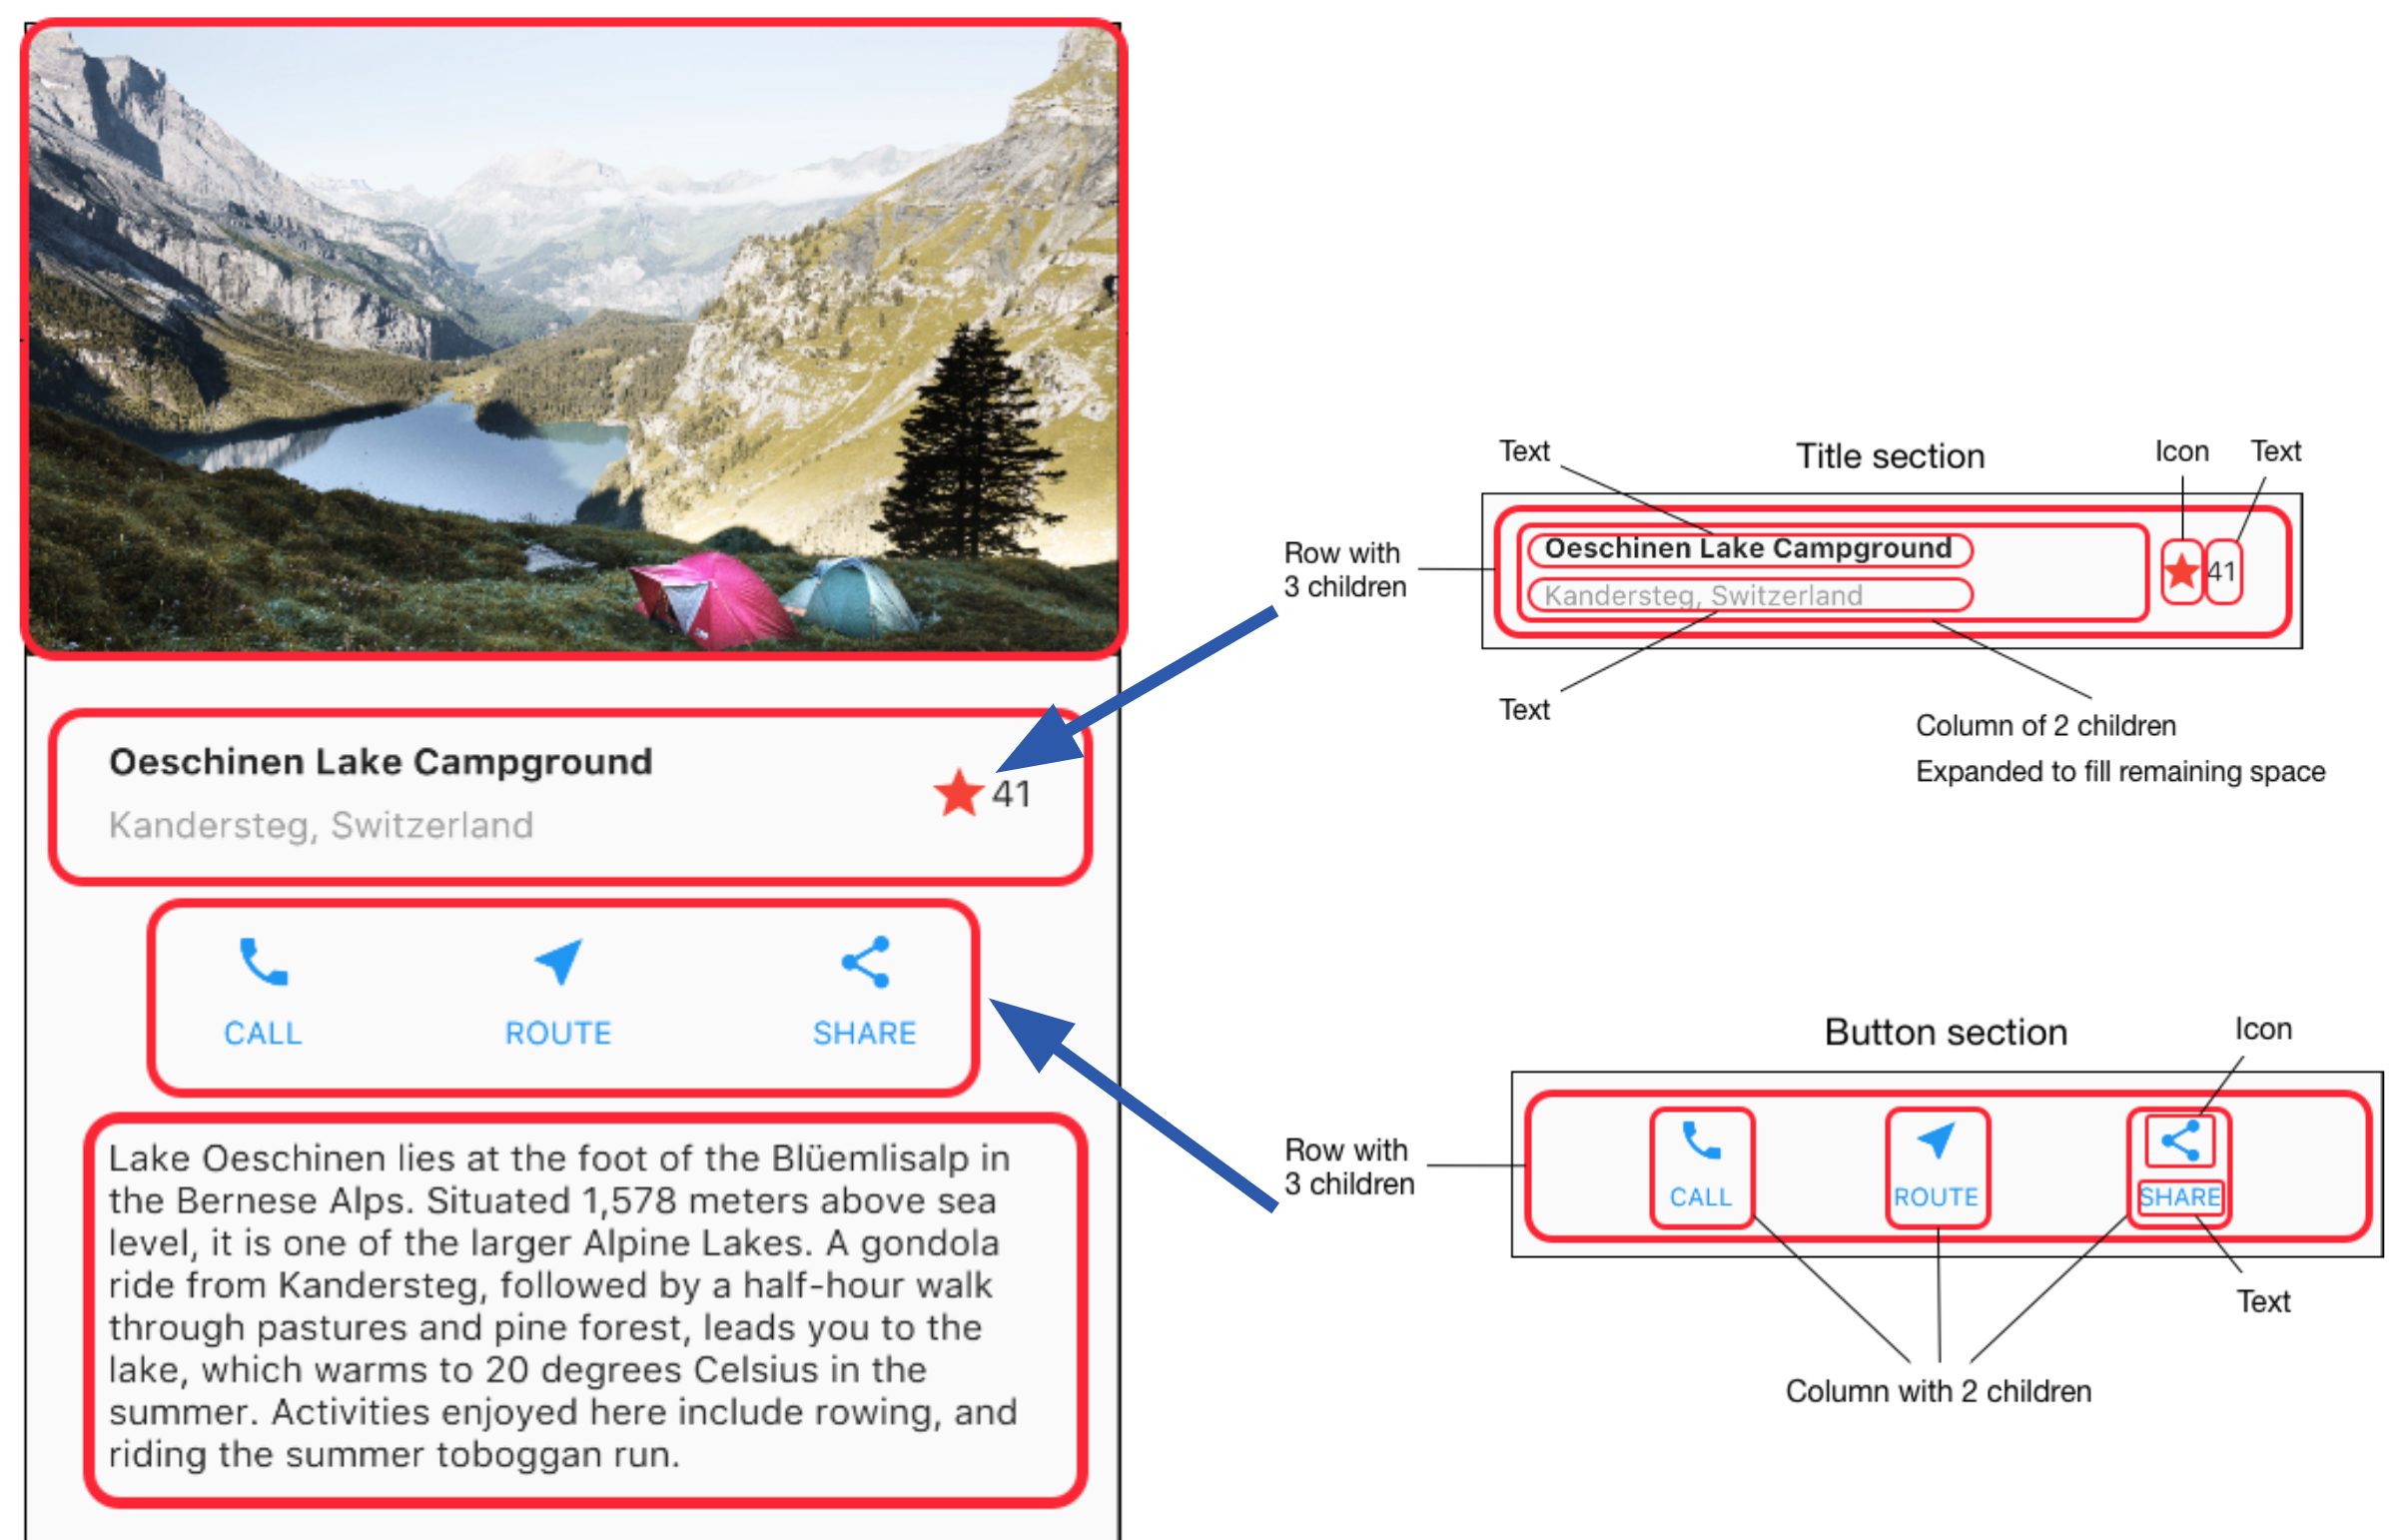 Oeschinen Lake Campground
Kandersteg, Switzerland
41
CALL
ROUTE
SHARE
Lake Oeschinen lies at the foot of the Blüemlisalp in
the Bernese Alps. Situated 1,578 meters above sea
level, it is one of the larger Alpine Lakes. A gondola
ride from Kandersteg, followed by a half-hour walk
through pastures and pine forest, leads you to the
lake, which warms to 20 degrees Celsius in the
summer. Activities enjoyed here include rowing, and
riding the summer toboggan run.
Text
Title section
Icon
Text
Row with
3 children
Oeschinen Lake Campground
Kandersteg, Switzerland
41
Text
Column of 2 children
Expanded to fill remaining space
Button section
Icon
Row with
3 children
CALL
ROUTE
SHARE
Text
Column with 2 children